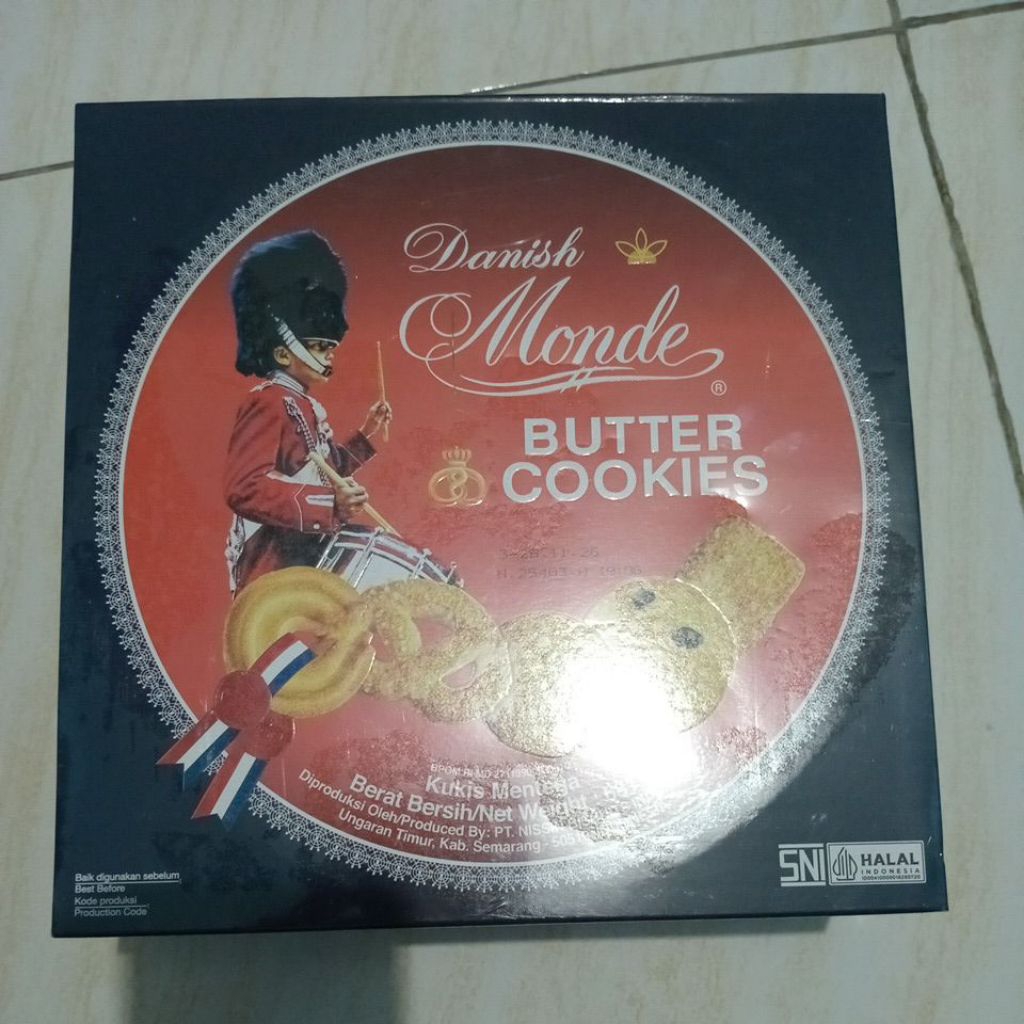 Danish
Monde
®
BUTTER
COOKIES
Kukis Mentega
Berat Bersih/Net Weight
Diproduksi Oleh/Produced By: PT.
Ungaran Timur, Kab. Semarang -
Baik digunakan sebelum
Best Before
Kode produksi
Production Code
SNI
HALAL
INDONESIA